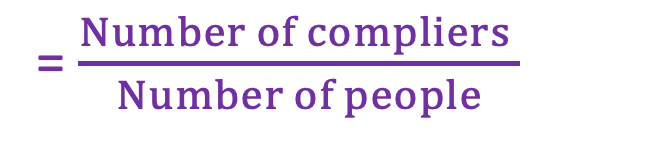 = Number of compliers
Number of people